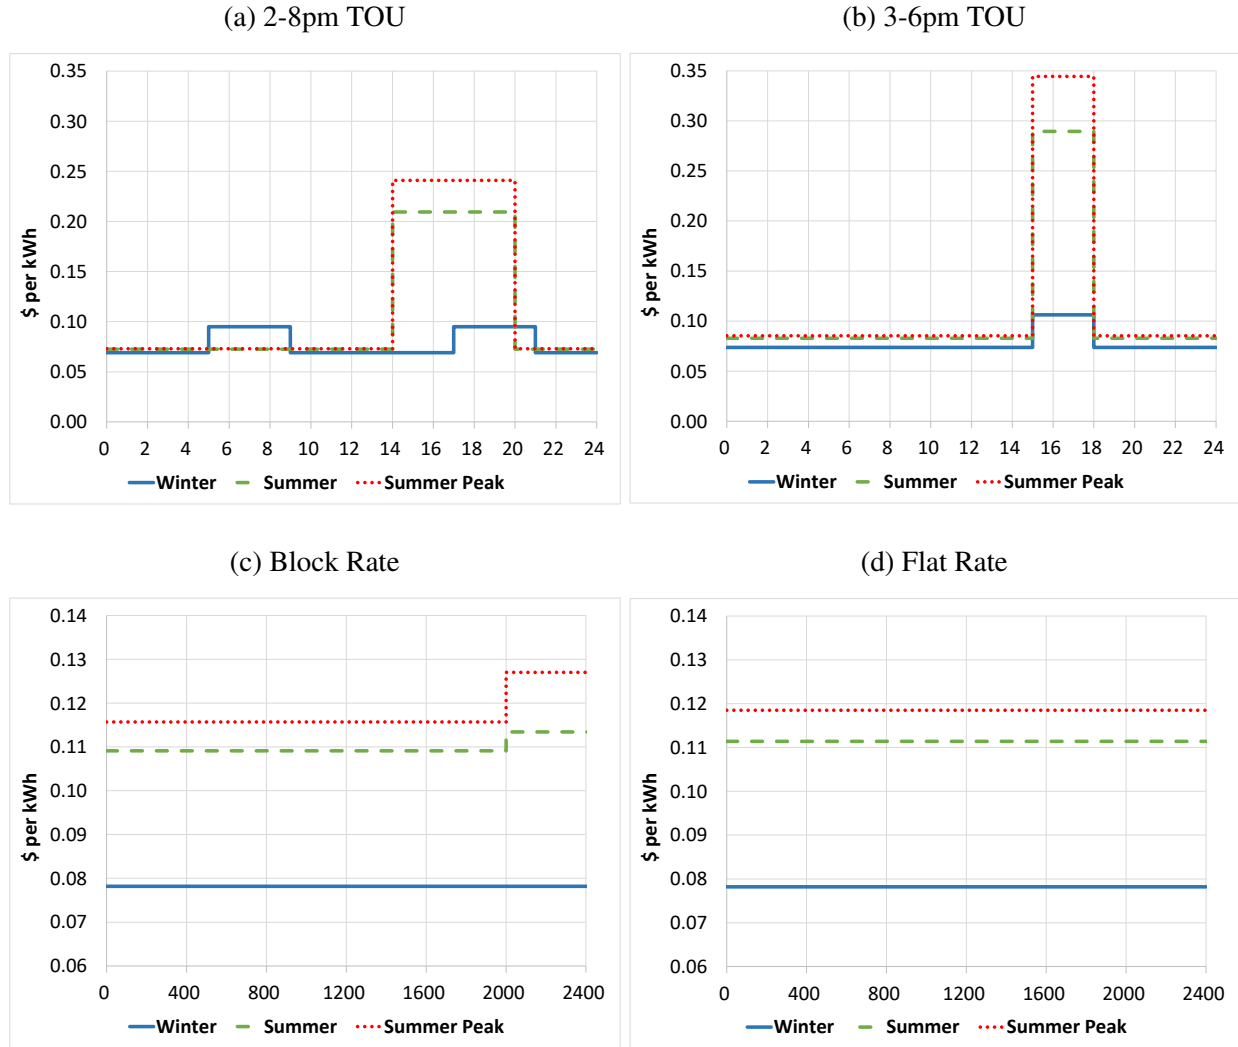 (a) 2-8pm TOU
0.35
0.30
0.25
0.20
0.15
0.10
0.05
0.00
$ per kWh
0 2 4 6 8 10 12 14 16 18 20 22 24
Winter Summer Summer Peak
(b) 3-6pm TOU
0.35
0.30
0.25
0.20
0.15
0.10
0.05
0.00
$ per kWh
0 2 4 6 8 10 12 14 16 18 20 22 24
Winter Summer Summer Peak
(c) Block Rate
0.14
0.13
0.12
0.11
0.10
0.09
0.08
0.07
0.06
$ per kWh
0 400 800 1200 1600 2000 2400
Winter Summer Summer Peak
(d) Flat Rate
0.14
0.13
0.12
0.11
0.10
0.09
0.08
0.07
0.06
$ per kWh
0 400 800 1200 1600 2000 2400
Winter Summer Summer Peak